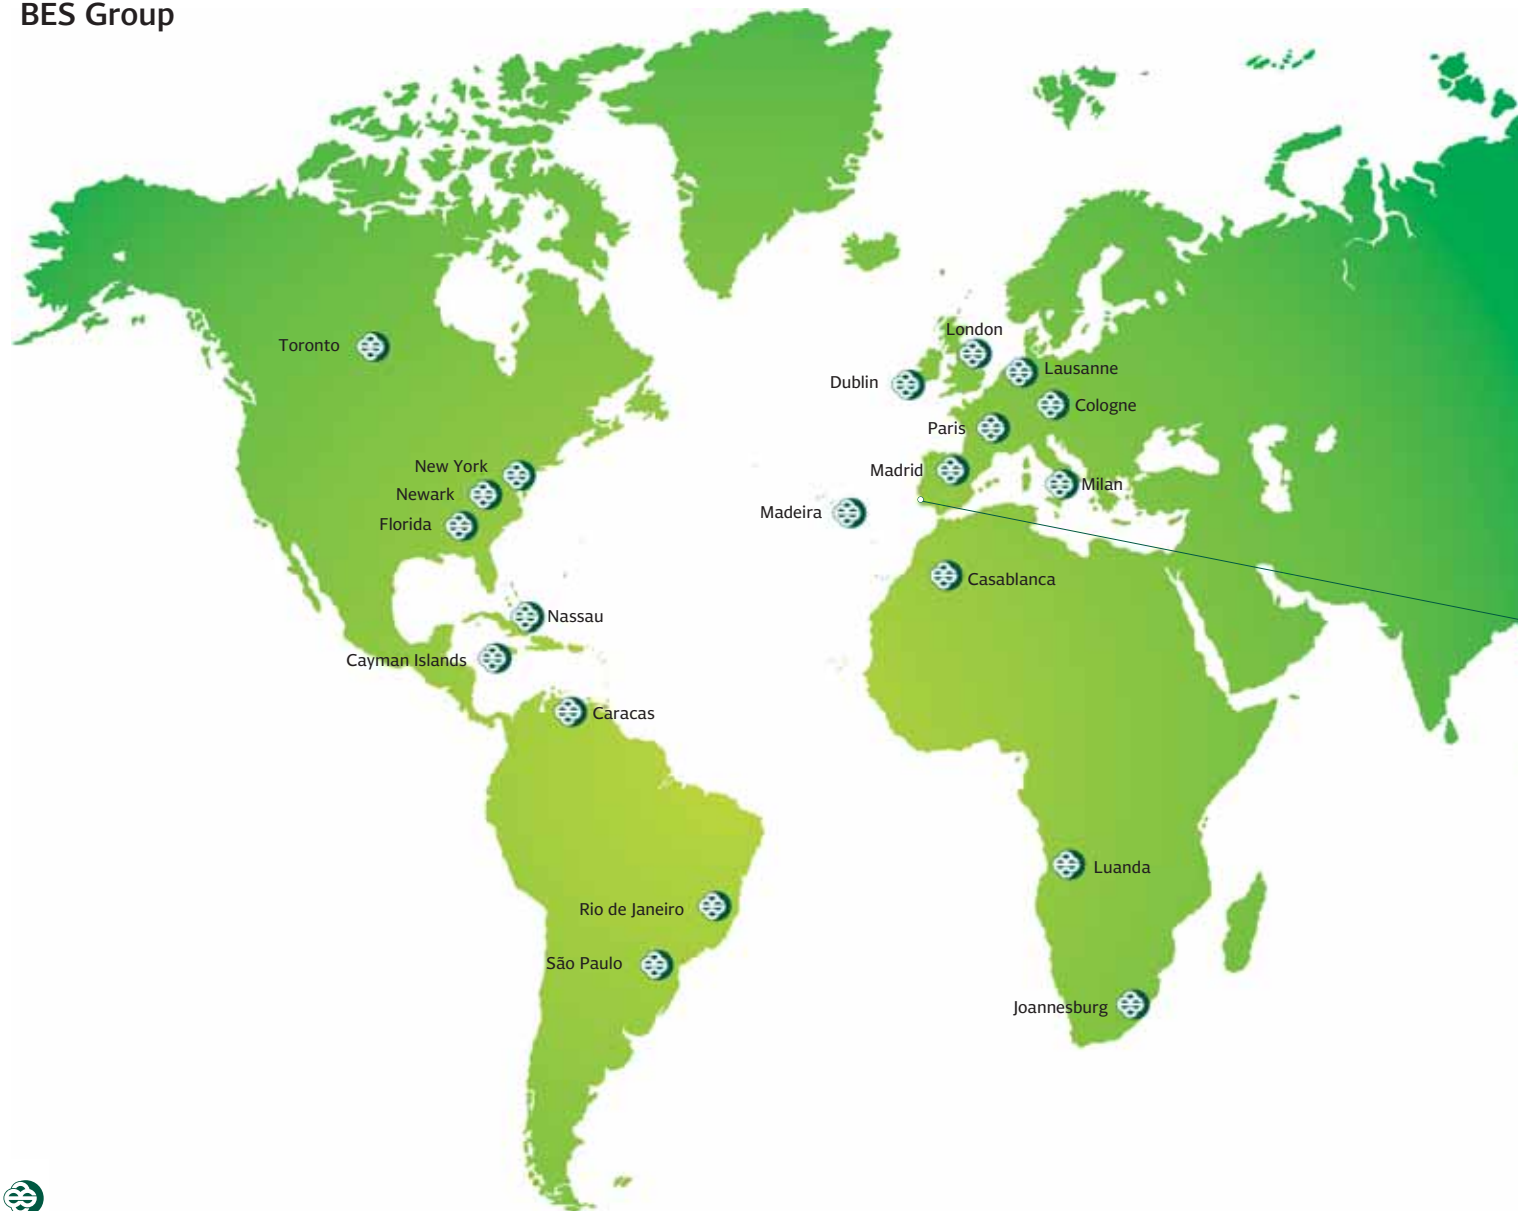 BES Group
London
Toronto
Lausanne
Dublin
Cologne
Paris
New York
Madrid
Newark
Milan
Madeira
Florida
Casablanca
Nassau
Cayman Islands
Caracas
Luanda
Rio de Janeiro
São Paulo
Joannesburg